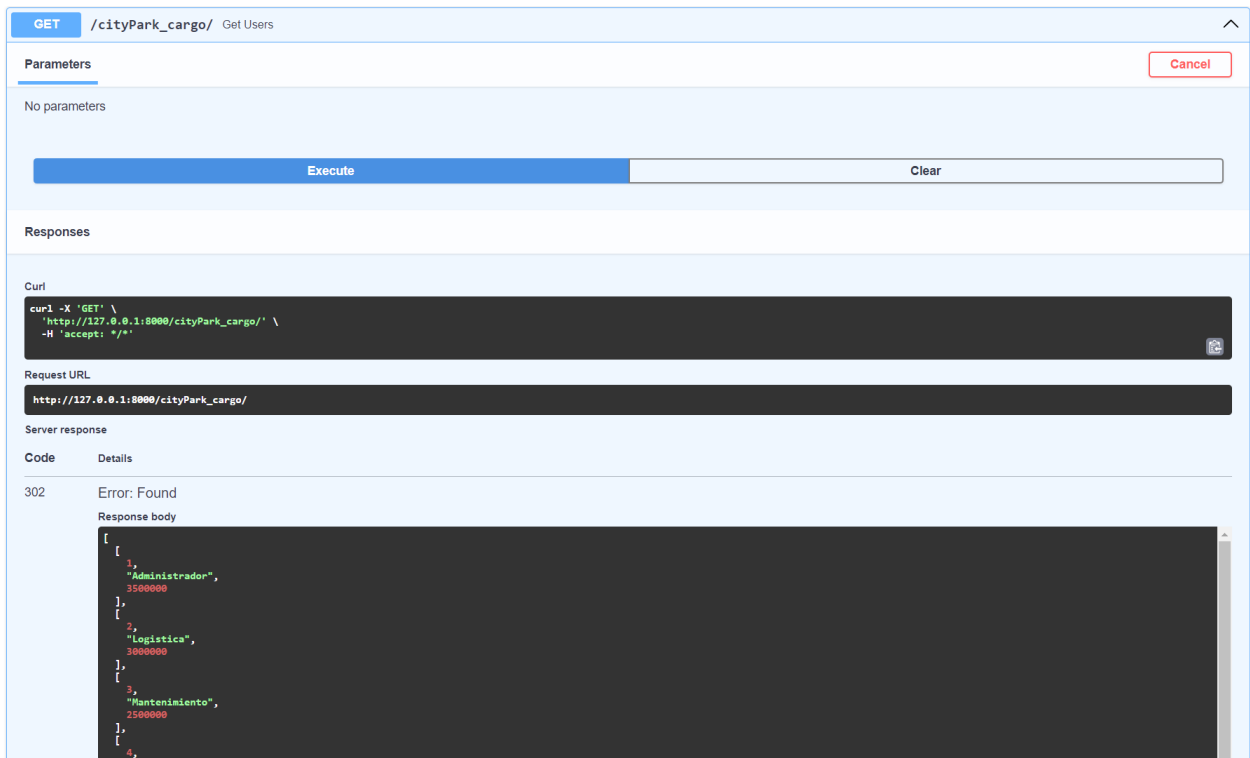 GET /cityPark_cargo/ Get Users
Parameters
Cancel
No parameters
Execute
Clear
Responses
Curl
curl -X 'GET' \
'http://127.0.0.1:8000/cityPark_cargo/' \
-H 'accept: */*'
Request URL
http://127.0.0.1:8000/cityPark_cargo/
Server response
Code Details
302 Error: Found
Response body
[
[
1,
"Administrador",
3500000
],
[
2,
"Logistica",
3000000
],
[
3,
"Mantenimiento",
2500000
],
[
4,